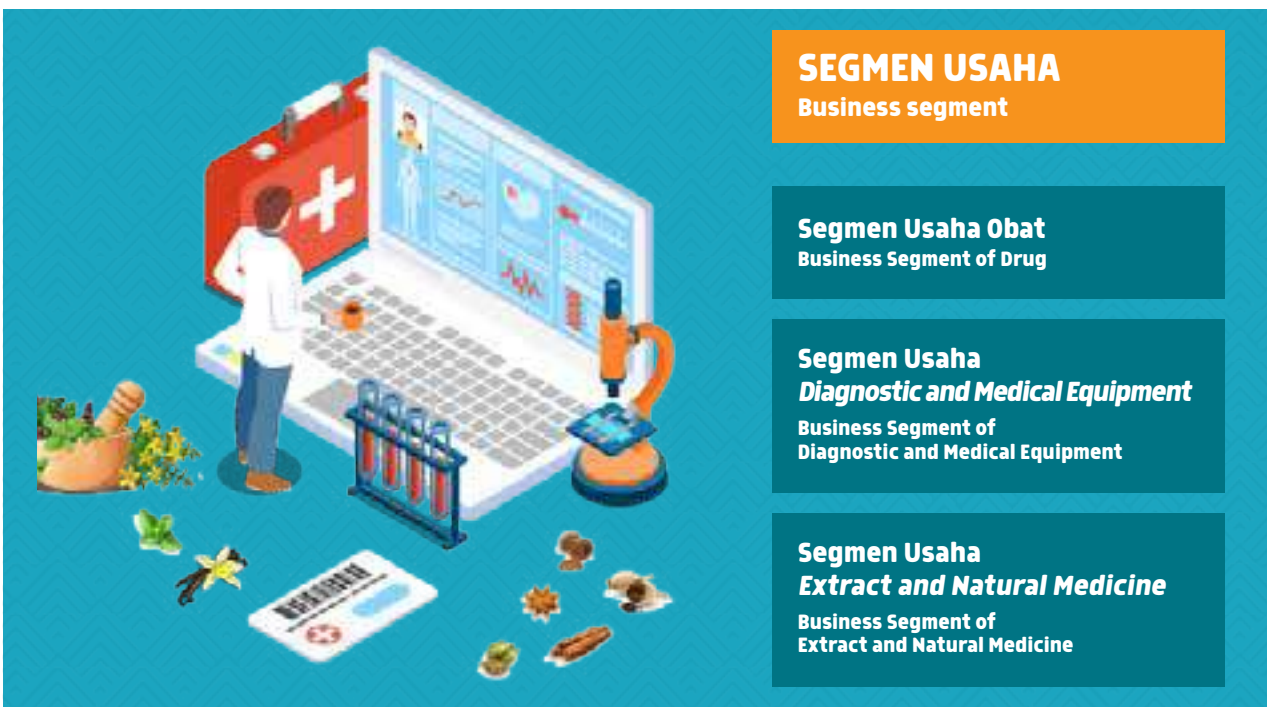 SEGMEN USAHA
Business segment
Segmen Usaha Obat
Business Segment of Drug
Segmen Usaha
Diagnostic and Medical Equipment
Business Segment of
Diagnostic and Medical Equipment
Segmen Usaha
Extract and Natural Medicine
Business Segment of
Extract and Natural Medicine